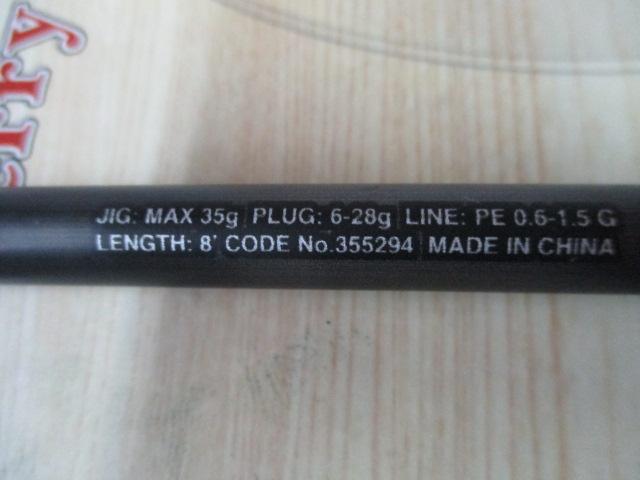 erry
JIG: MAX 35g PLUG: 6-28g LINE: PE 0.6-1.5 G
LENGTH: 8' CODE No.355294 MADE IN CHINA